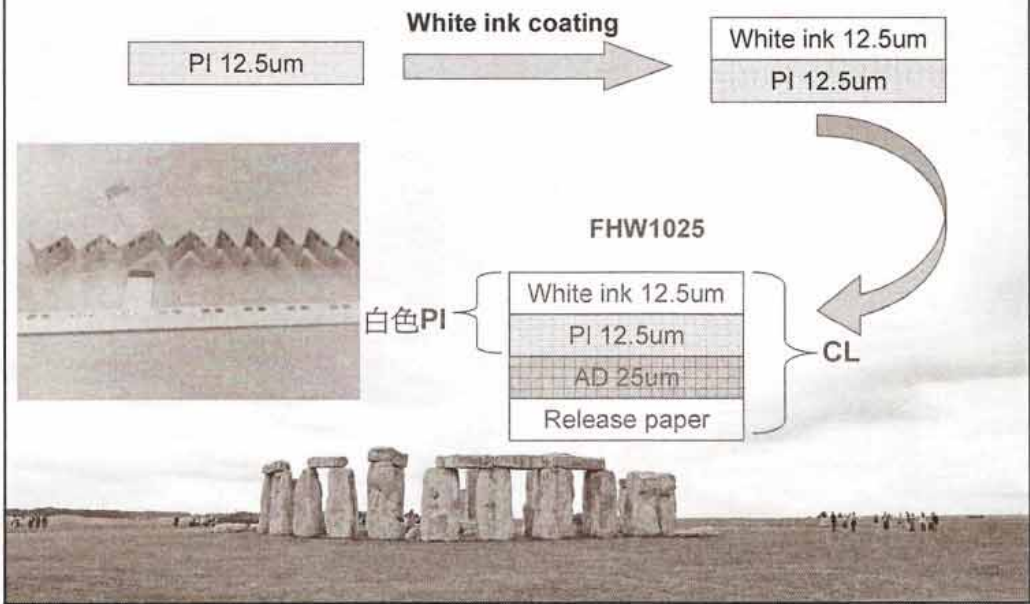 White ink coating
PI 12.5um
White ink 12.5um
PI 12.5um
FHW1025
White ink 12.5um
白色PI
PI 12.5um
CL
AD 25um
Release paper